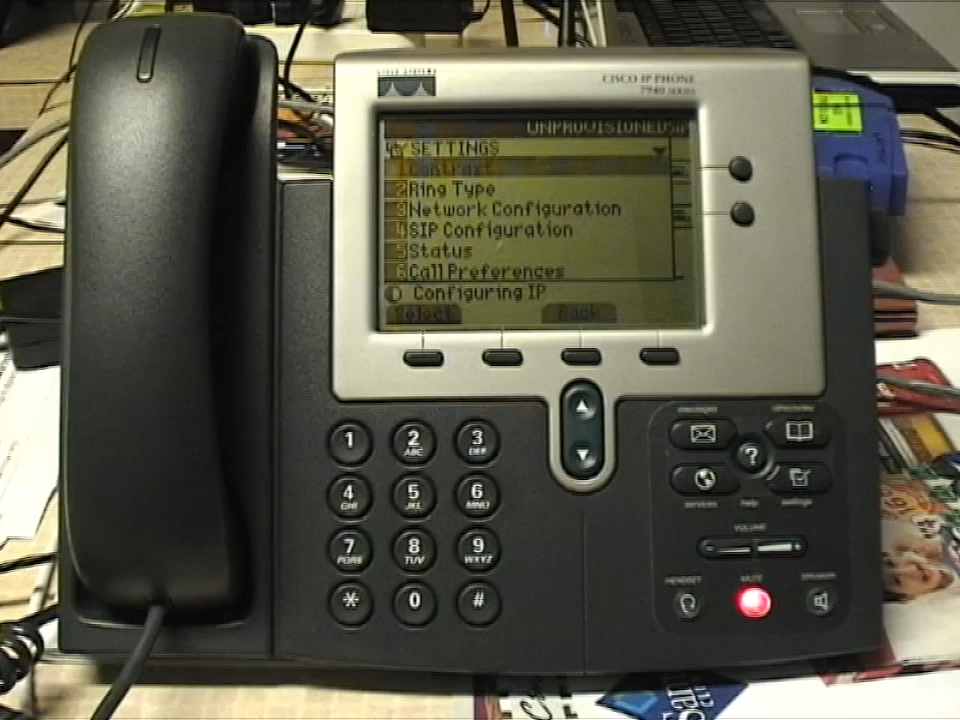 CISCO SYSTEMS
CISCO IP PHONE
7940 SERIES
UNPROVISIONEDSIP
SETTINGS
1 Contrast
2 Ring Type
3 Network Configuration
4 SIP Configuration
5 Status
6 Call Preferences
Configuring IP
Select Back
messages directories
1 2 ABC 3 DEF
?
4 GHI 5 JKL 6 MNO
services help settings
VOLUME
7 PQRS 8 TUV 9 WXYZ
HEADSET MUTE SPEAKER
* 0 #